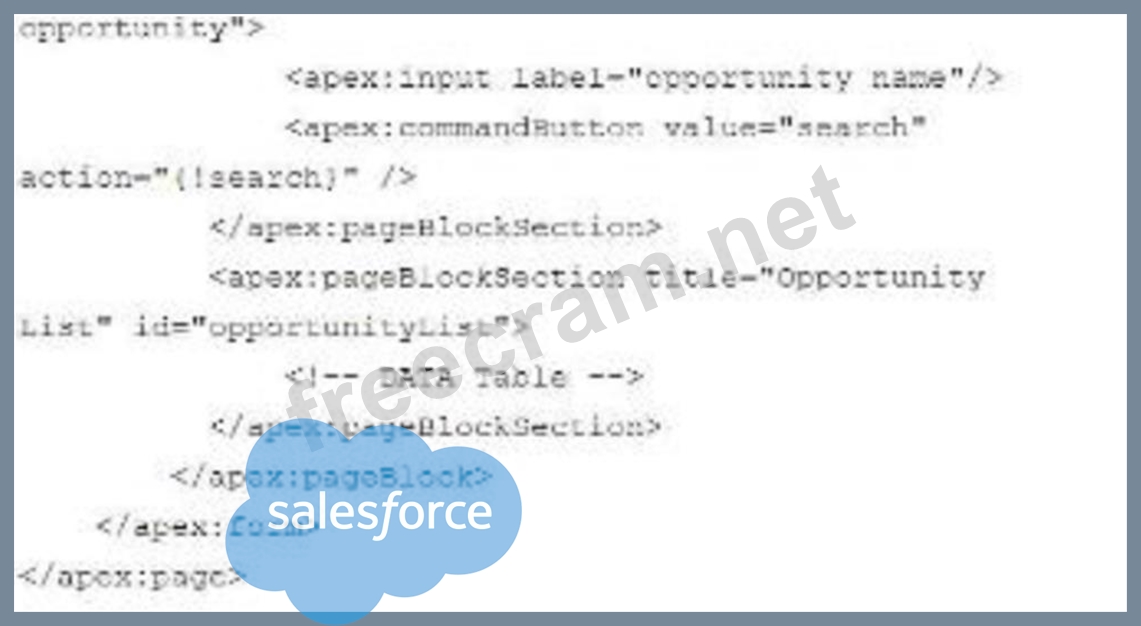 opportunity">
<apex:input label="opportunity name"/>
<apex:commandButton value="search"
action="{!search}" />
</apex:pageBlockSection>
<apex:pageBlockSection title="Opportunity
List" id="opportunityList">
<!-- DATA Table -->
</apex:pageBlockSection>
</apex:pageBlock>
</apex:form>
</apex:page>
freecram.net
salesforce